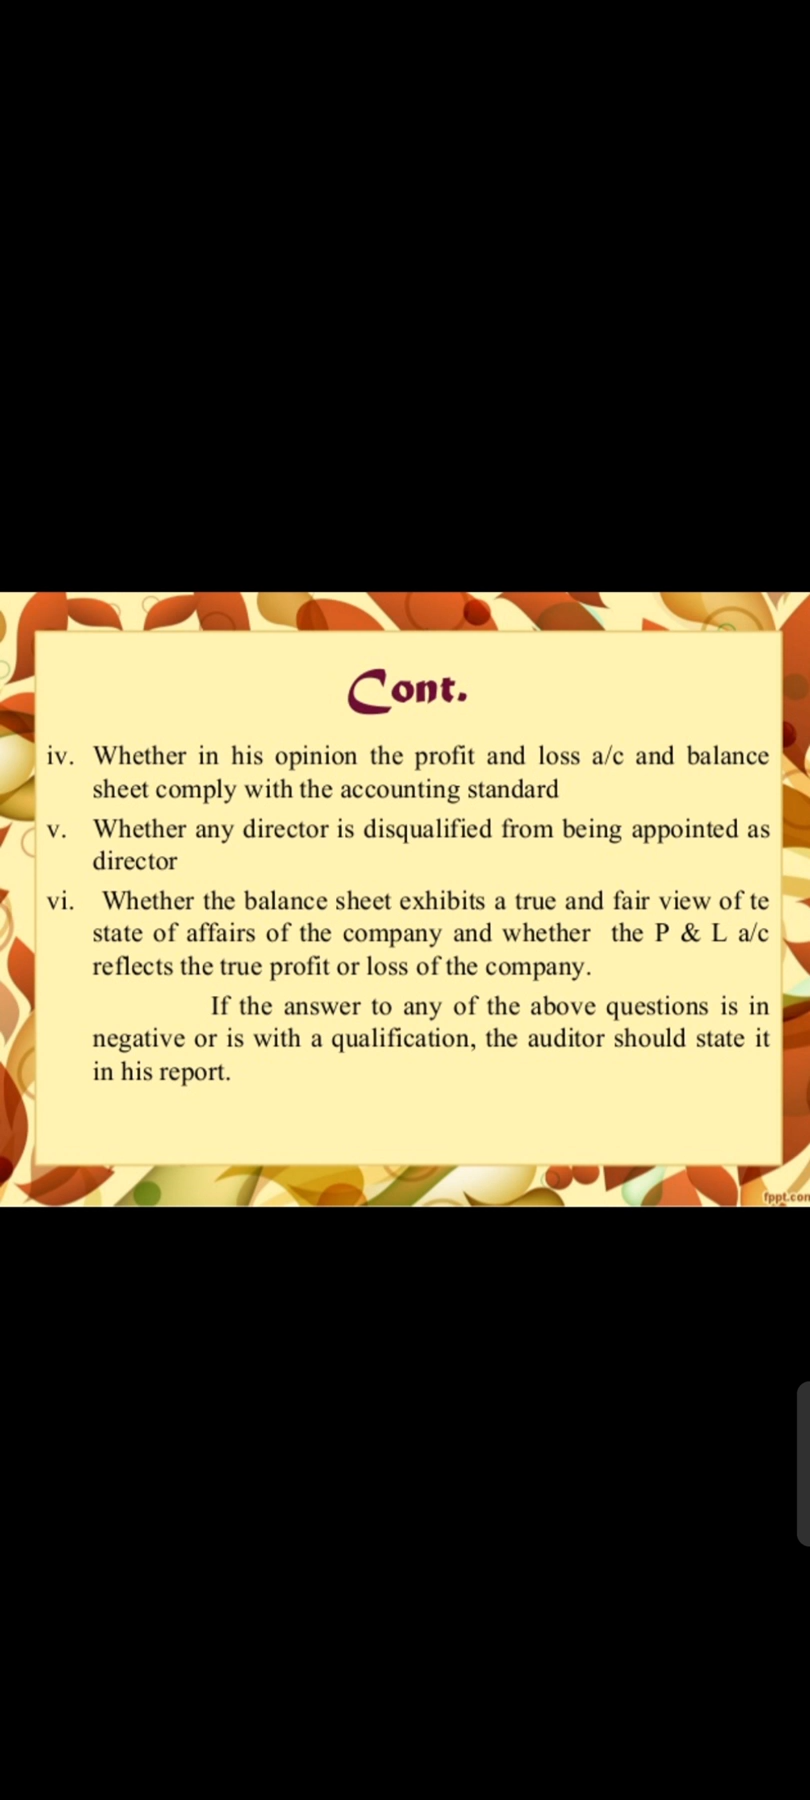 Cont.
iv. Whether in his opinion the profit and loss a/c and balance
sheet comply with the accounting standard
v. Whether any director is disqualified from being appointed as
director
vi. Whether the balance sheet exhibits a true and fair view of te
state of affairs of the company and whether the P & L a/c
reflects the true profit or loss of the company.
If the answer to any of the above questions is in
negative or is with a qualification, the auditor should state it
in his report.
fppt.com